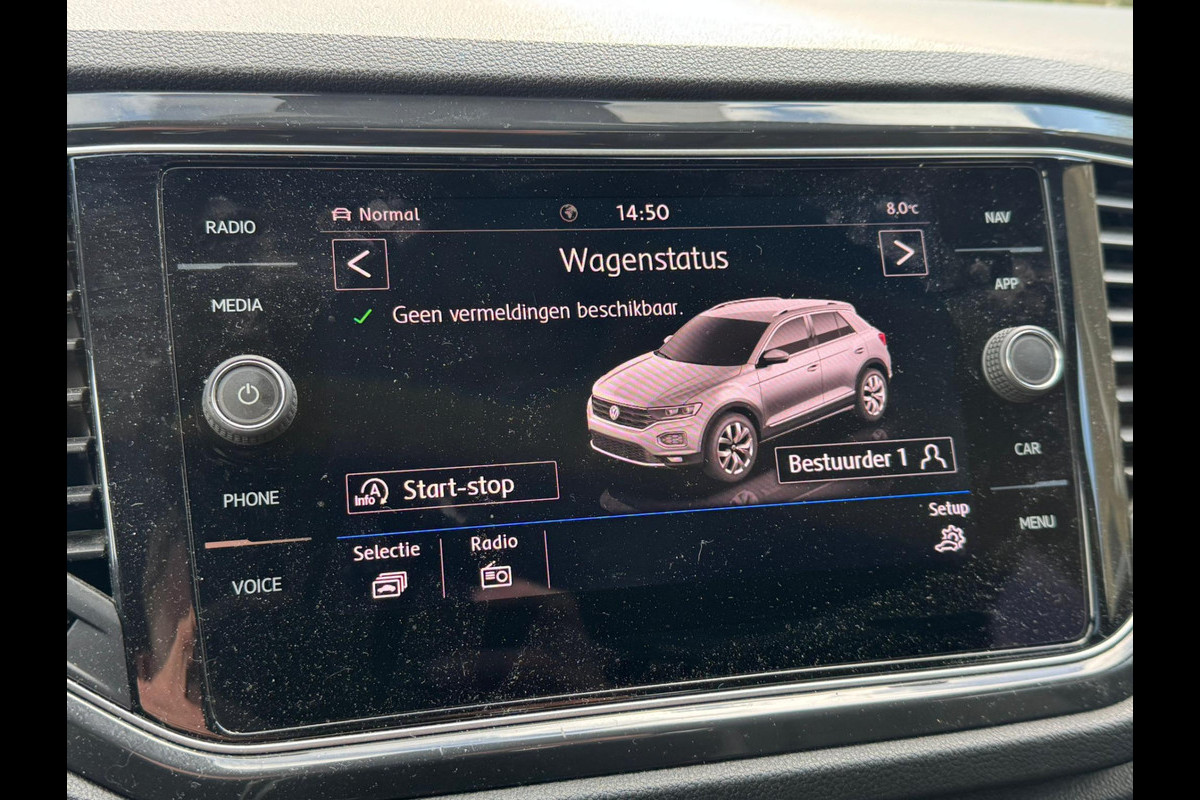 RADIO
MEDIA
PHONE
VOICE
Normal
14:50
8.0°C
Wagenstatus
Geen vermeldingen beschikbaar.
Info A Start-stop
Bestuurder 1
Selectie
Radio
Setup
NAV
APP
CAR
MENU